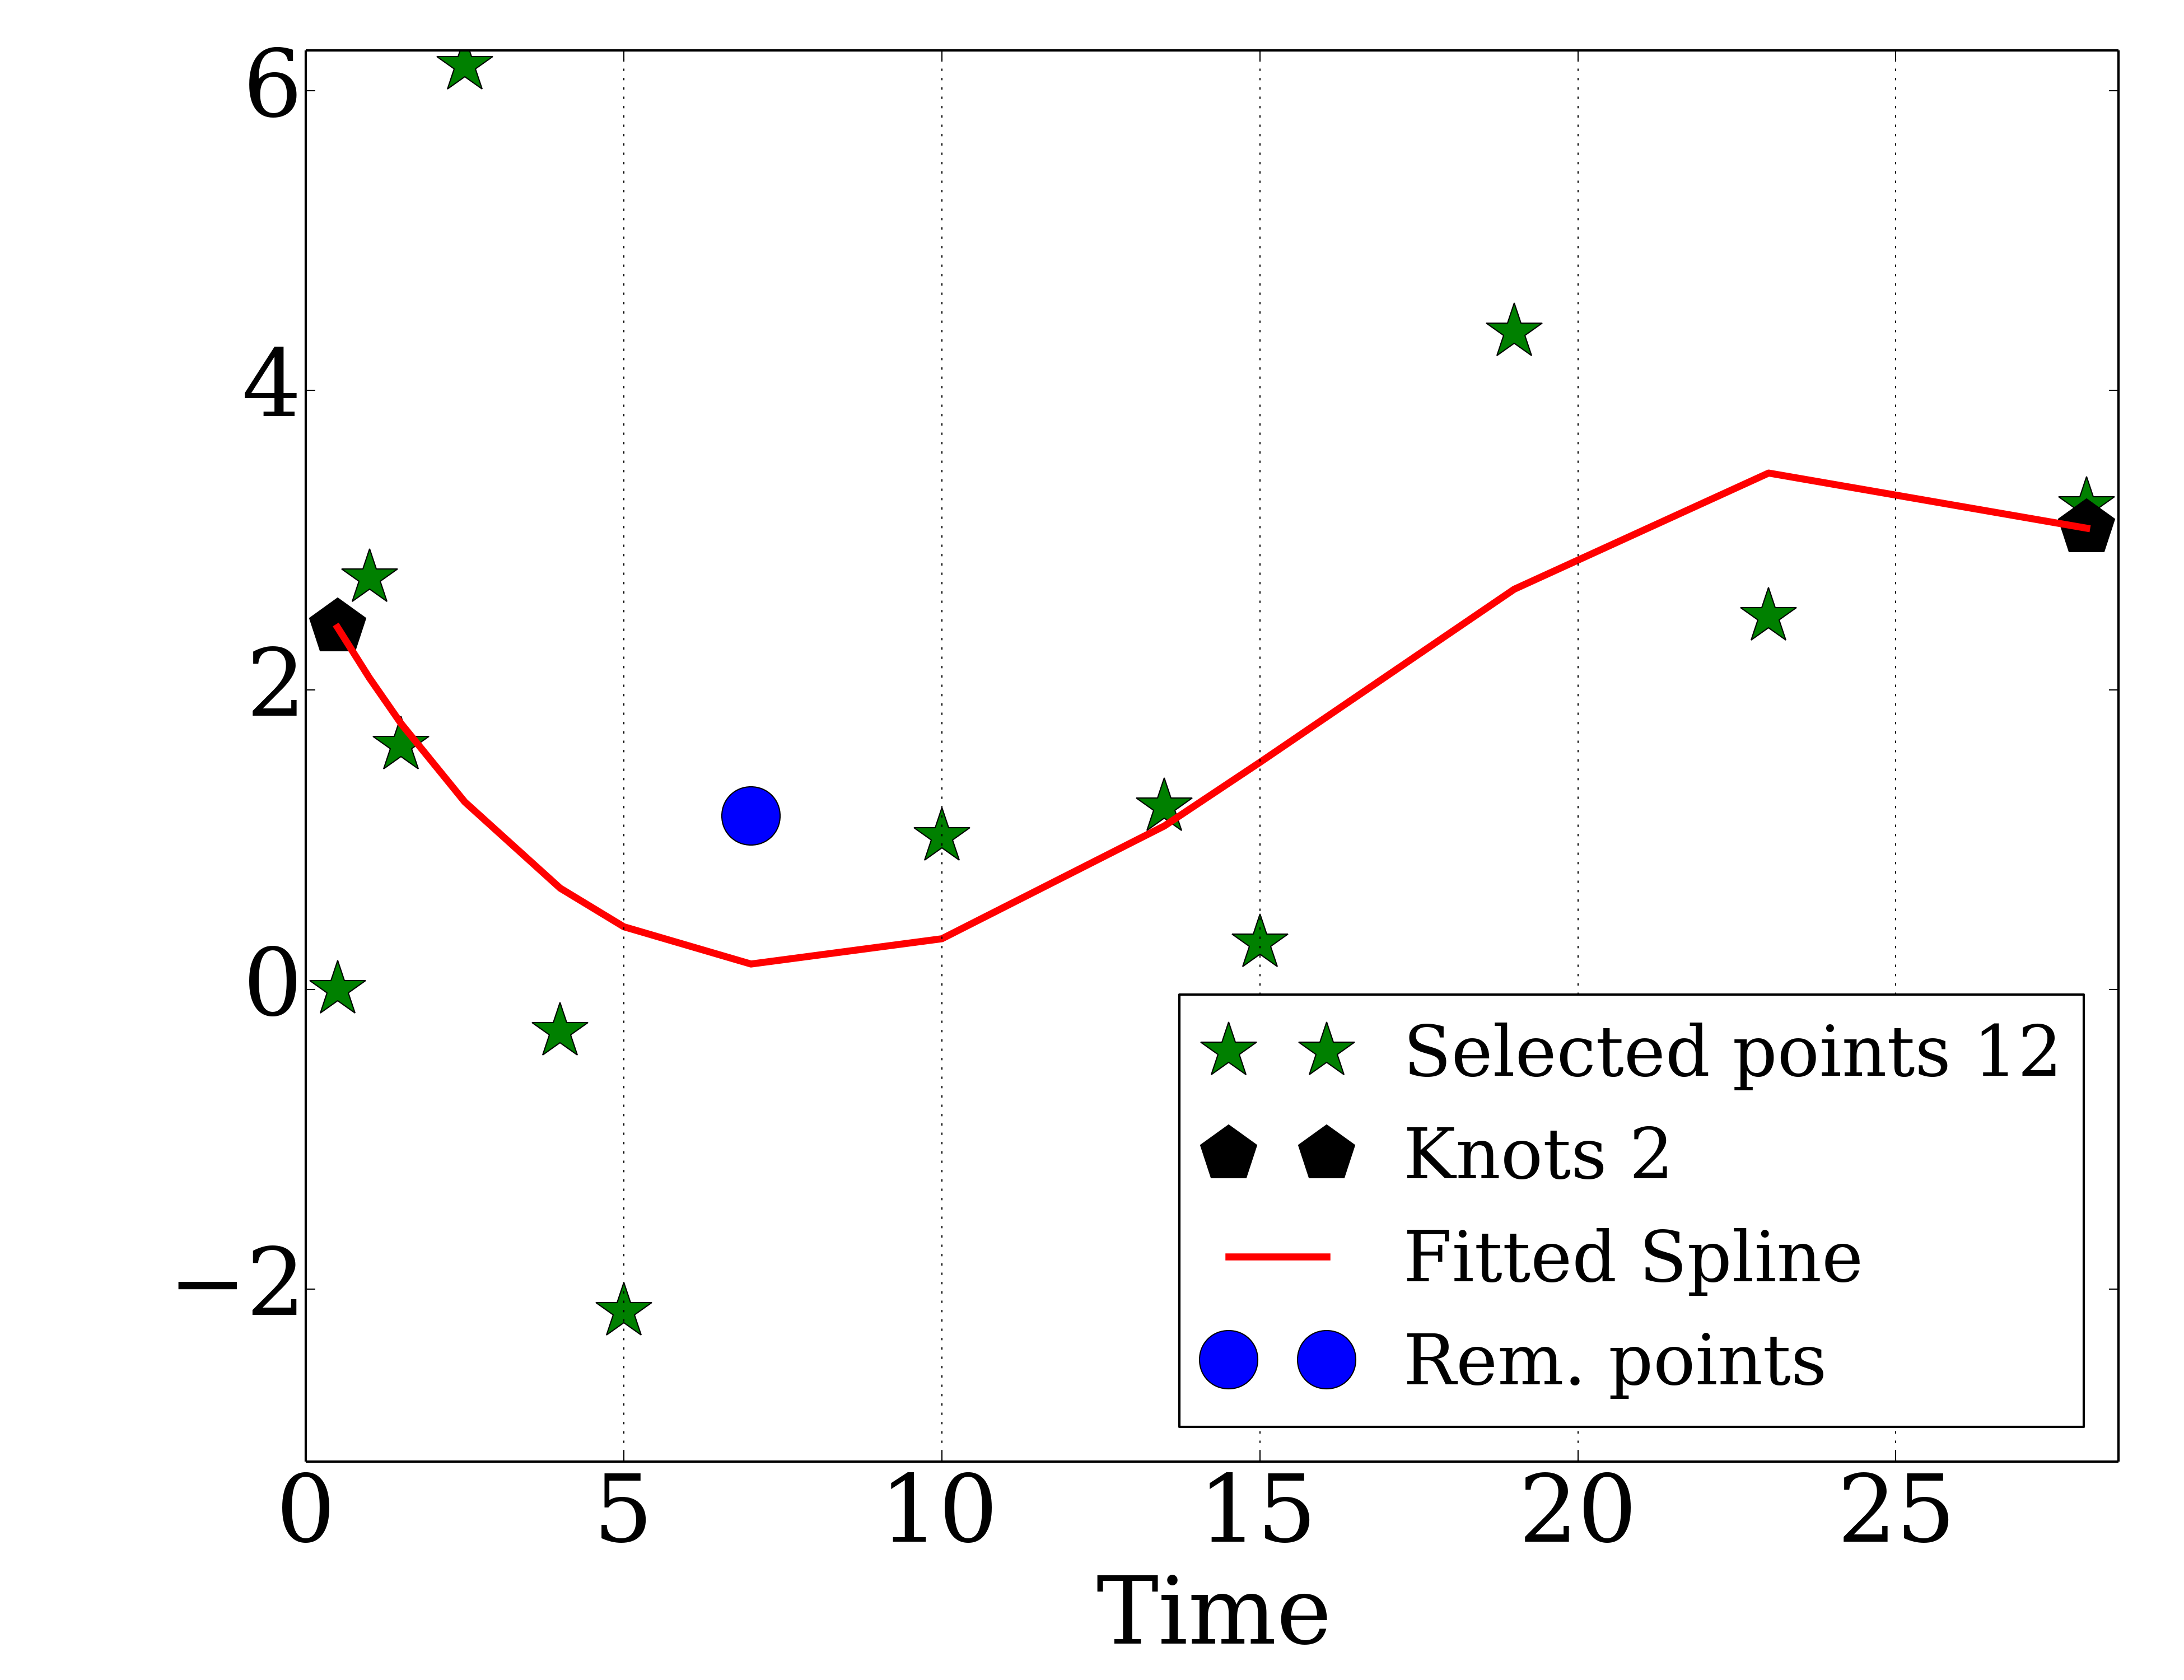 6
4
2
0
−2
0 5 10 15 20 25
Time
Selected points 12
Knots 2
Fitted Spline
Rem. points